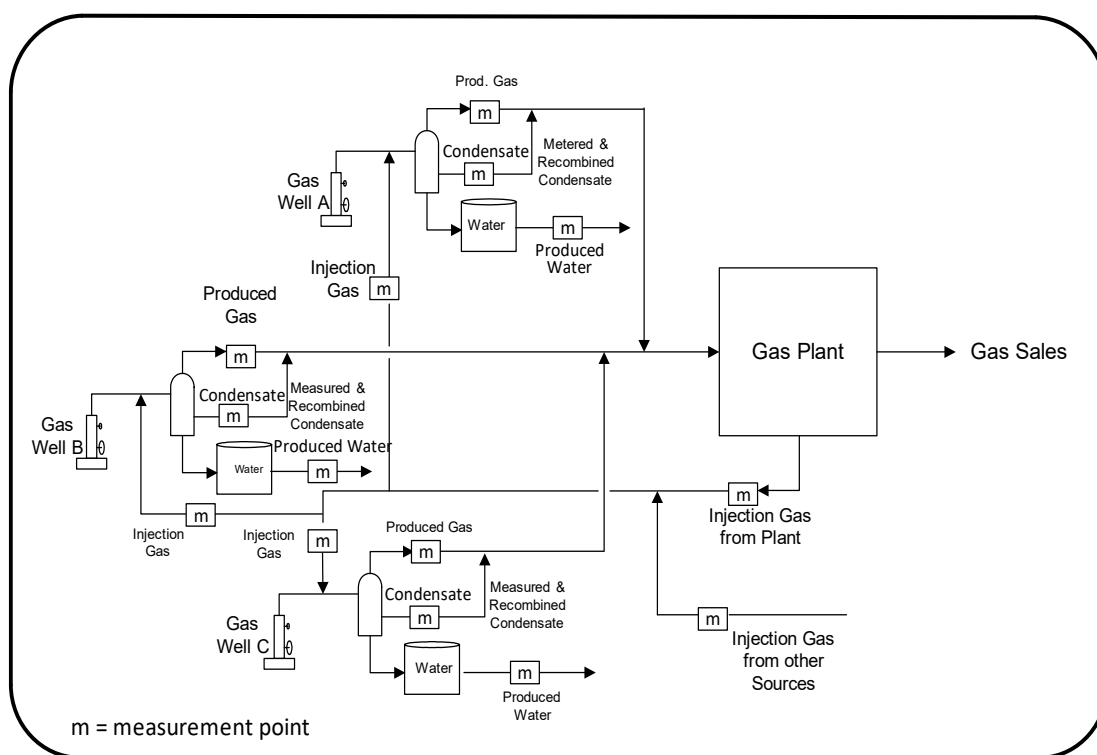 Prod. Gas
m
Condensate
m
Metered &
Recombined
Condensate
Gas
Well A
Water
m
Produced
Water
Injection
Gas
m
Produced
Gas
m
Gas Plant
Gas Sales
Condensate
m
Measured &
Recombined
Condensate
Gas
Well B
Water
Produced Water
m
m
Injection
Gas
m
Injection
Gas
m
Injection Gas
from Plant
Produced Gas
m
Condensate
m
Measured &
Recombined
Condensate
Gas
Well C
Water
m
Produced
Water
m
Injection Gas
from other
Sources
m = measurement point